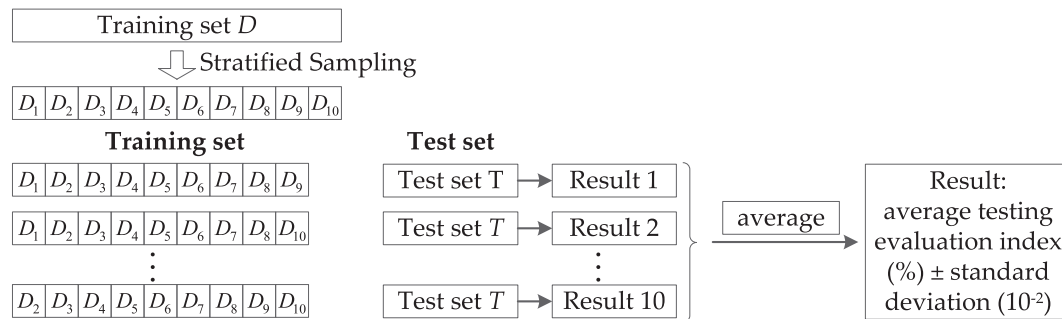 Training set D
Stratified Sampling
D₁ D₂ D₃ D₄ D₅ D₆ D₇ D₈ D₉ D₁₀
Training set
Test set
D₁ D₂ D₃ D₄ D₅ D₆ D₇ D₈ D₉
Test set T
Result 1
D₁ D₂ D₃ D₄ D₅ D₆ D₇ D₈ D₁₀
Test set T
Result 2
⋮
⋮
D₂ D₃ D₄ D₅ D₆ D₇ D₈ D₉ D₁₀
Test set T
Result 10
average
Result:
average testing
evaluation index
(%) ± standard
deviation (10⁻²)